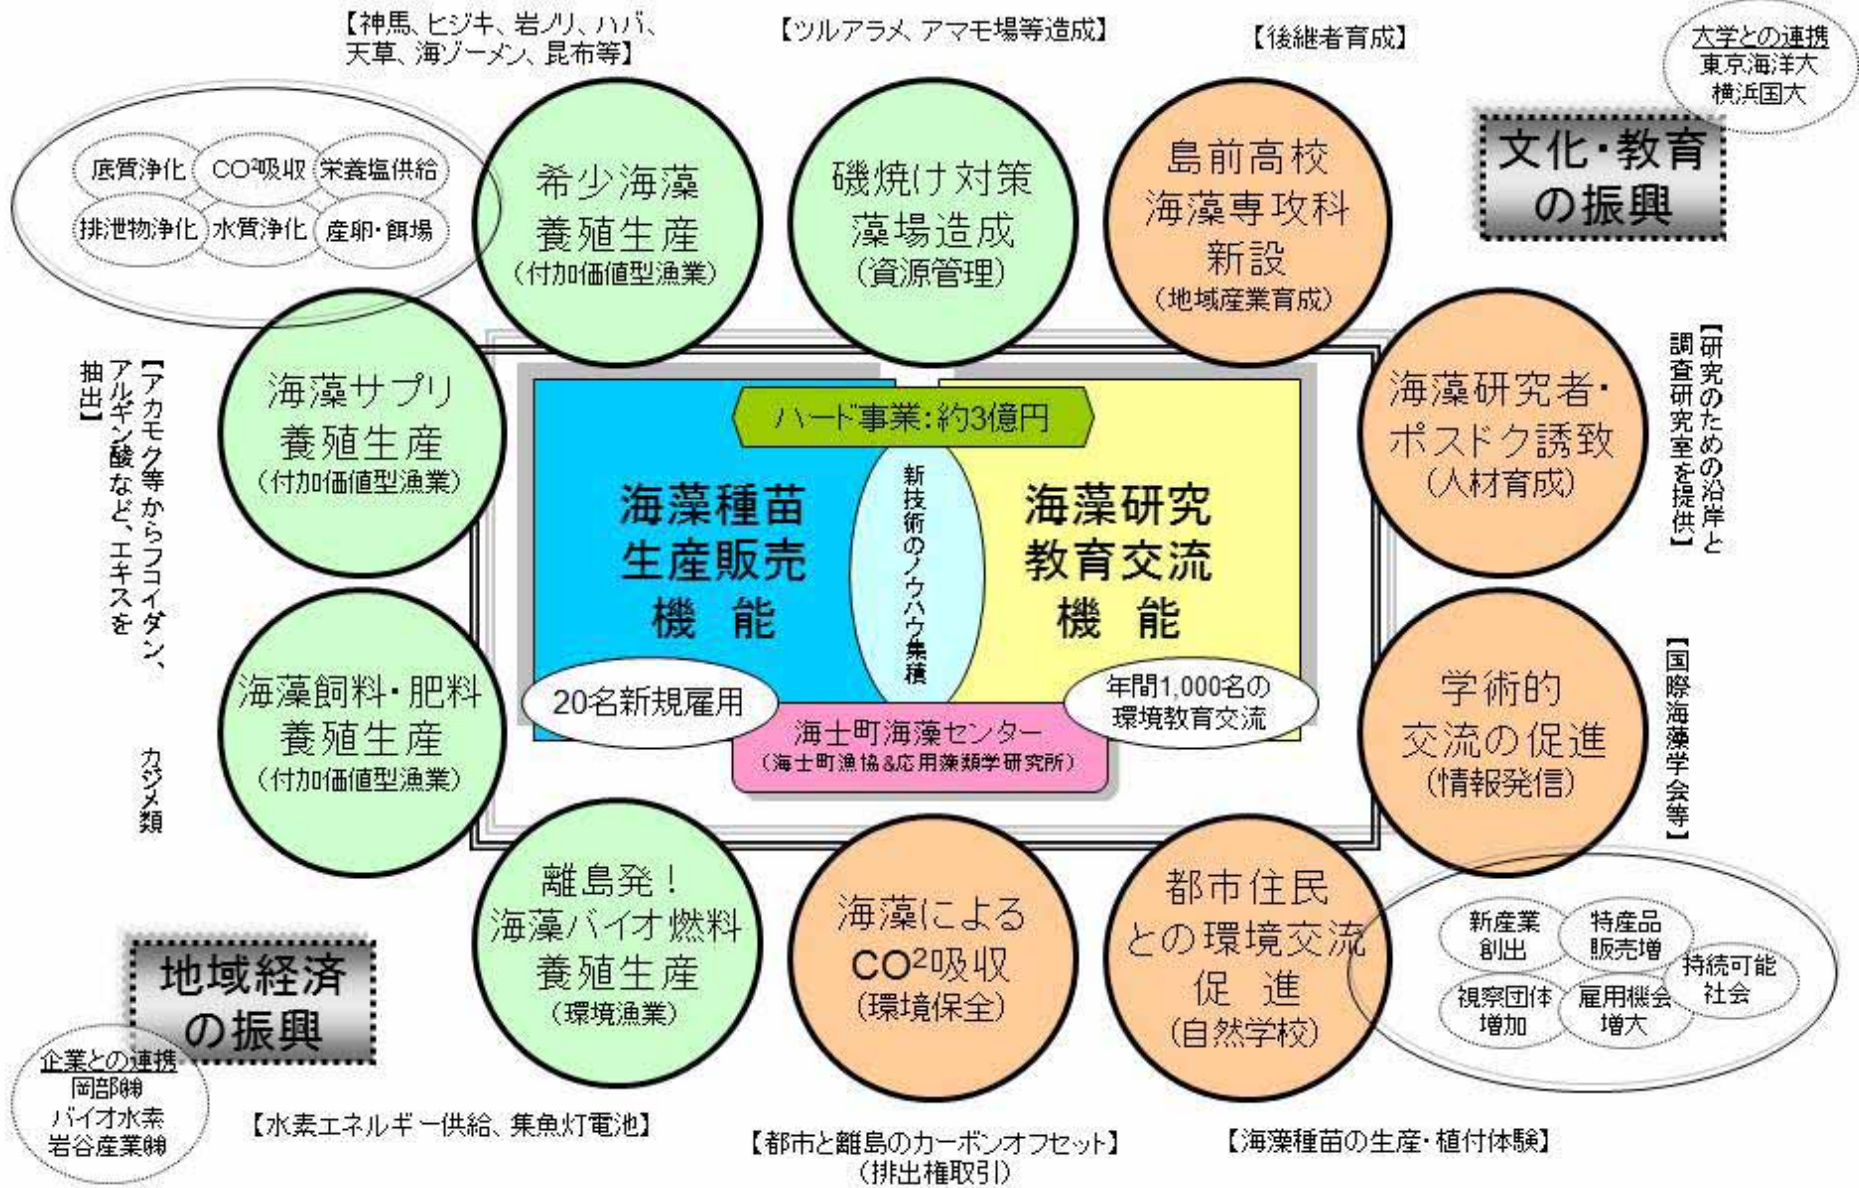 【神馬、ヒジキ、岩ノリ、ハバ、
天草、海ゾーメン、昆布等】
【ツルアラメ、アマモ場等造成】
【後継者育成】
大学との連携
東京海洋大
横浜国大
文化・教育
の振興
底質浄化
CO²吸収
栄養塩供給
排泄物浄化
水質浄化
産卵・餌場
希少海藻
養殖生産
(付加価値型漁業)
磯焼け対策
藻場造成
(資源管理)
島前高校
海藻専攻科
新設
(地域産業育成)
海藻サプリ
養殖生産
(付加価値型漁業)
【アカモク等からフコイダン、
アルギン酸など、エキスを
抽出】
ハード事業:約3億円
海藻種苗
生産販売
機 能
新技術のノウハウ集積
海藻研究
教育交流
機 能
海藻研究者・
ポスドク誘致
(人材育成)
【研究のための沿岸と
調査研究室を提供】
海藻飼料・肥料
養殖生産
(付加価値型漁業)
カジメ類
20名新規雇用
年間1,000名の
環境教育交流
海士町海藻センター
(海士町漁協&応用藻類学研究所)
学術的
交流の促進
(情報発信)
【国際海藻学会等】
離島発!
海藻バイオ燃料
養殖生産
(環境漁業)
海藻による
CO²吸収
(環境保全)
都市住民
との環境交流
促 進
(自然学校)
新産業
創出
特産品
販売増
持続可能
社会
視察団体
増加
雇用機会
増大
地域経済
の振興
企業との連携
岡部㈱
バイオ水素
岩谷産業㈱
【水素エネルギー供給、集魚灯電池】
【都市と離島のカーボンオフセット】
(排出権取引)
【海藻種苗の生産・植付体験】